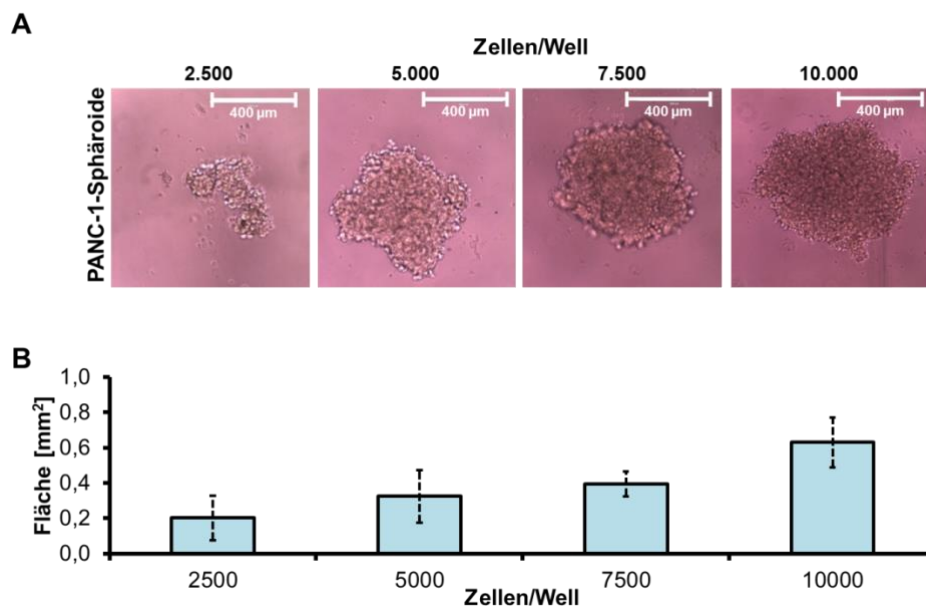 A
Zellen/Well
2.500 5.000 7.500 10.000
400 µm 400 µm 400 µm 400 µm
PANC-1-Sphäroide
B
Fläche [mm²]
1,0
0,8
0,6
0,4
0,2
0,0
2500 5000 7500 10000
Zellen/Well